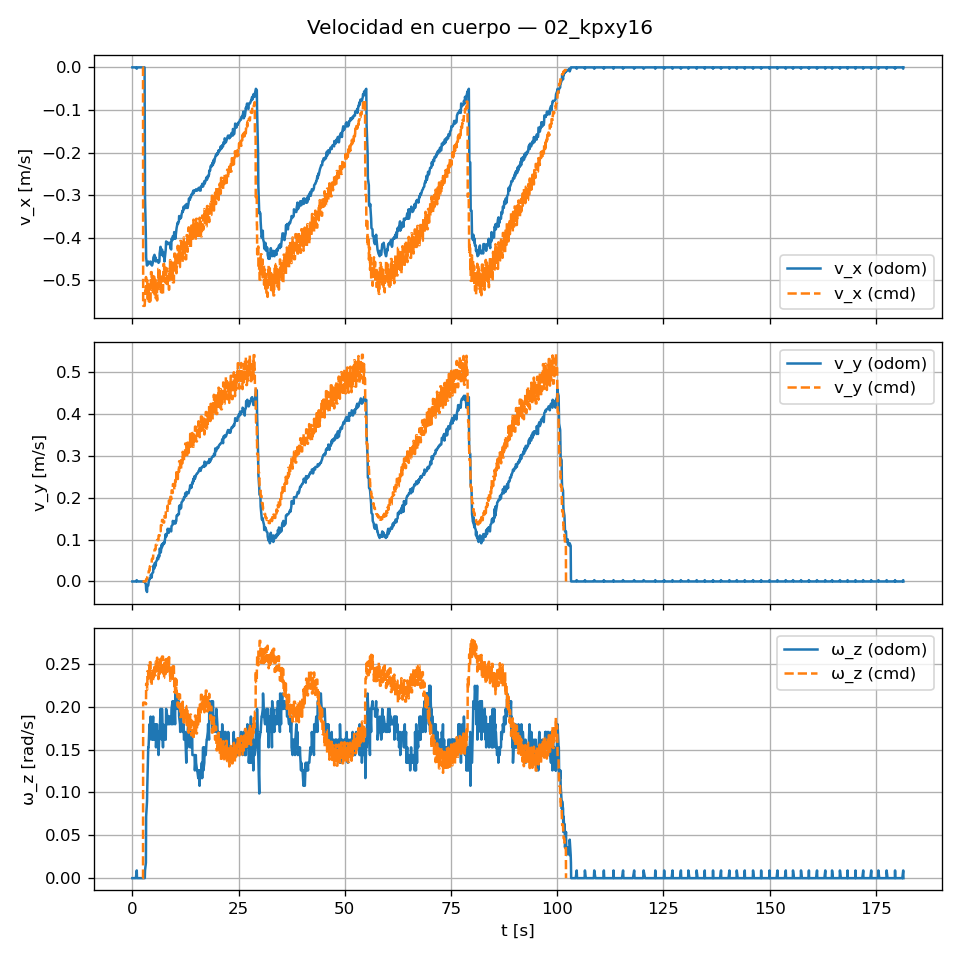 Velocidad en cuerpo — 02_kpxy16
0.0
−0.1
−0.2
−0.3
−0.4
−0.5
v_x [m/s]
v_x (odom)
v_x (cmd)
0.5
0.4
0.3
0.2
0.1
0.0
v_y [m/s]
v_y (odom)
v_y (cmd)
0.25
0.20
0.15
0.10
0.05
0.00
ω_z [rad/s]
ω_z (odom)
ω_z (cmd)
0 25 50 75 100 125 150 175
t [s]